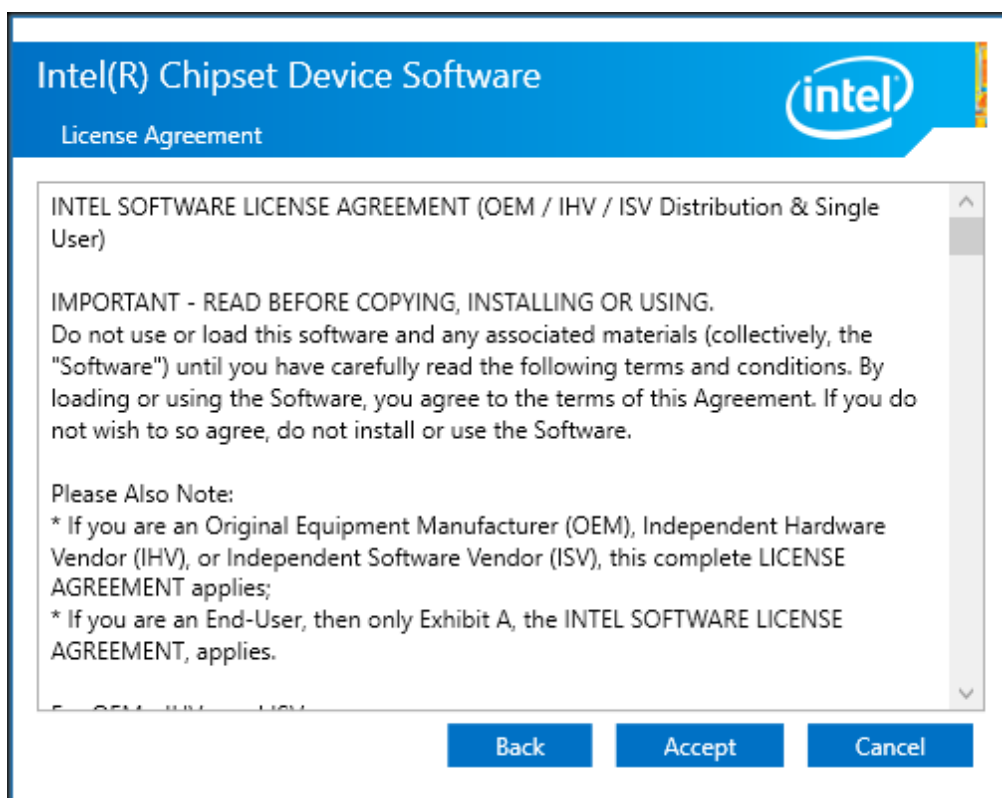 Intel(R) Chipset Device Software
intel
License Agreement
INTEL SOFTWARE LICENSE AGREEMENT (OEM / IHV / ISV Distribution & Single
User)
IMPORTANT - READ BEFORE COPYING, INSTALLING OR USING.
Do not use or load this software and any associated materials (collectively, the
"Software") until you have carefully read the following terms and conditions. By
loading or using the Software, you agree to the terms of this Agreement. If you do
not wish to so agree, do not install or use the Software.
Please Also Note:
* If you are an Original Equipment Manufacturer (OEM), Independent Hardware
Vendor (IHV), or Independent Software Vendor (ISV), this complete LICENSE
AGREEMENT applies;
* If you are an End-User, then only Exhibit A, the INTEL SOFTWARE LICENSE
AGREEMENT, applies.
Back
Accept
Cancel